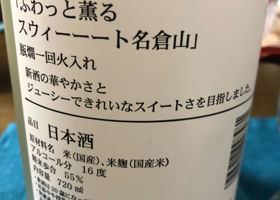 「ふわっと薫る
スウィーーート名倉山」
瓶燗一回火入れ
新酒の華やかさと
ジューシーできれいなスイートさを目指しました。
品目 日本酒
原材料名 米(国産)、米麹(国産米)
アルコール分 16度
精米歩合 55%
内容量 720ml